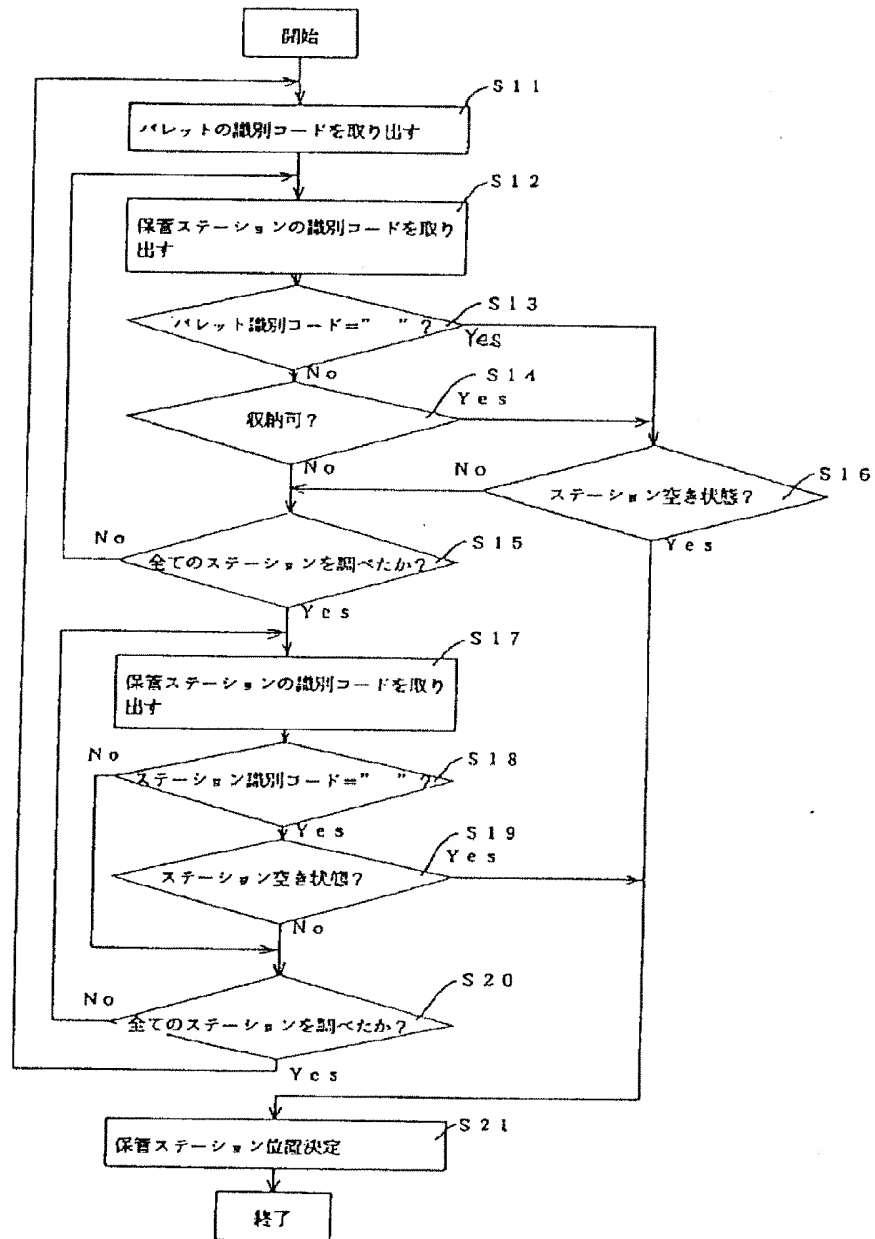 開始
S11
パレットの識別コードを取り出す
S12
保管ステーションの識別コードを取り
出す
S13
パレット識別コード=" "?
Yes
No
S14
Yes
収納可?
No
No
S16
ステーション空き状態?
Yes
No
S15
全てのステーションを調べたか?
Yes
S17
保管ステーションの識別コードを取り
出す
No
S18
ステーション識別コード=" "?
Yes
S19
Yes
ステーション空き状態?
No
S20
No
全てのステーションを調べたか?
Yes
S21
保管ステーション位置決定
終了